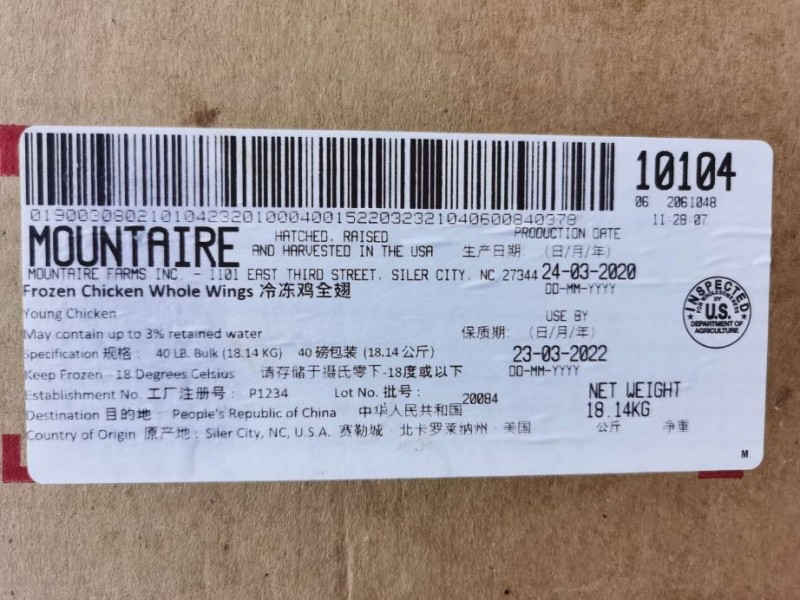 10104
06 2061048
11:28:07
019003080210104232010004001522032321040600840378
MOUNTAIRE
HATCHED, RAISED
AND HARVESTED IN THE USA
PRODUCTION DATE
生产日期: (日/月/年)
MOUNTAIRE FARMS INC. - 1101 EAST THIRD STREET, SILER CITY, NC 27344
24-03-2020
DD-MM-YYYY
Frozen Chicken Whole Wings 冷冻鸡全翅
Young Chicken
USE BY
May contain up to 3% retained water
保质期: (日/月/年)
Specification 规格: 40 LB. Bulk (18.14 KG) 40 磅包装 (18.14 公斤)
23-03-2022
DD-MM-YYYY
Keep Frozen - 18 Degrees Celsius 请存储于摄氏零下-18度或以下
Establishment No. 工厂注册号: P1234 Lot No. 批号: 20084
NET WEIGHT
18.14KG
公斤 净重
Destination 目的地: People's Republic of China 中华人民共和国
Country of Origin 原产地: Siler City, NC, U.S.A. 赛勒城 · 北卡罗莱纳州 · 美国
INSPECTED
FOR WHOLESOMENESS
BY
U.S.
DEPARTMENT OF
AGRICULTURE
M